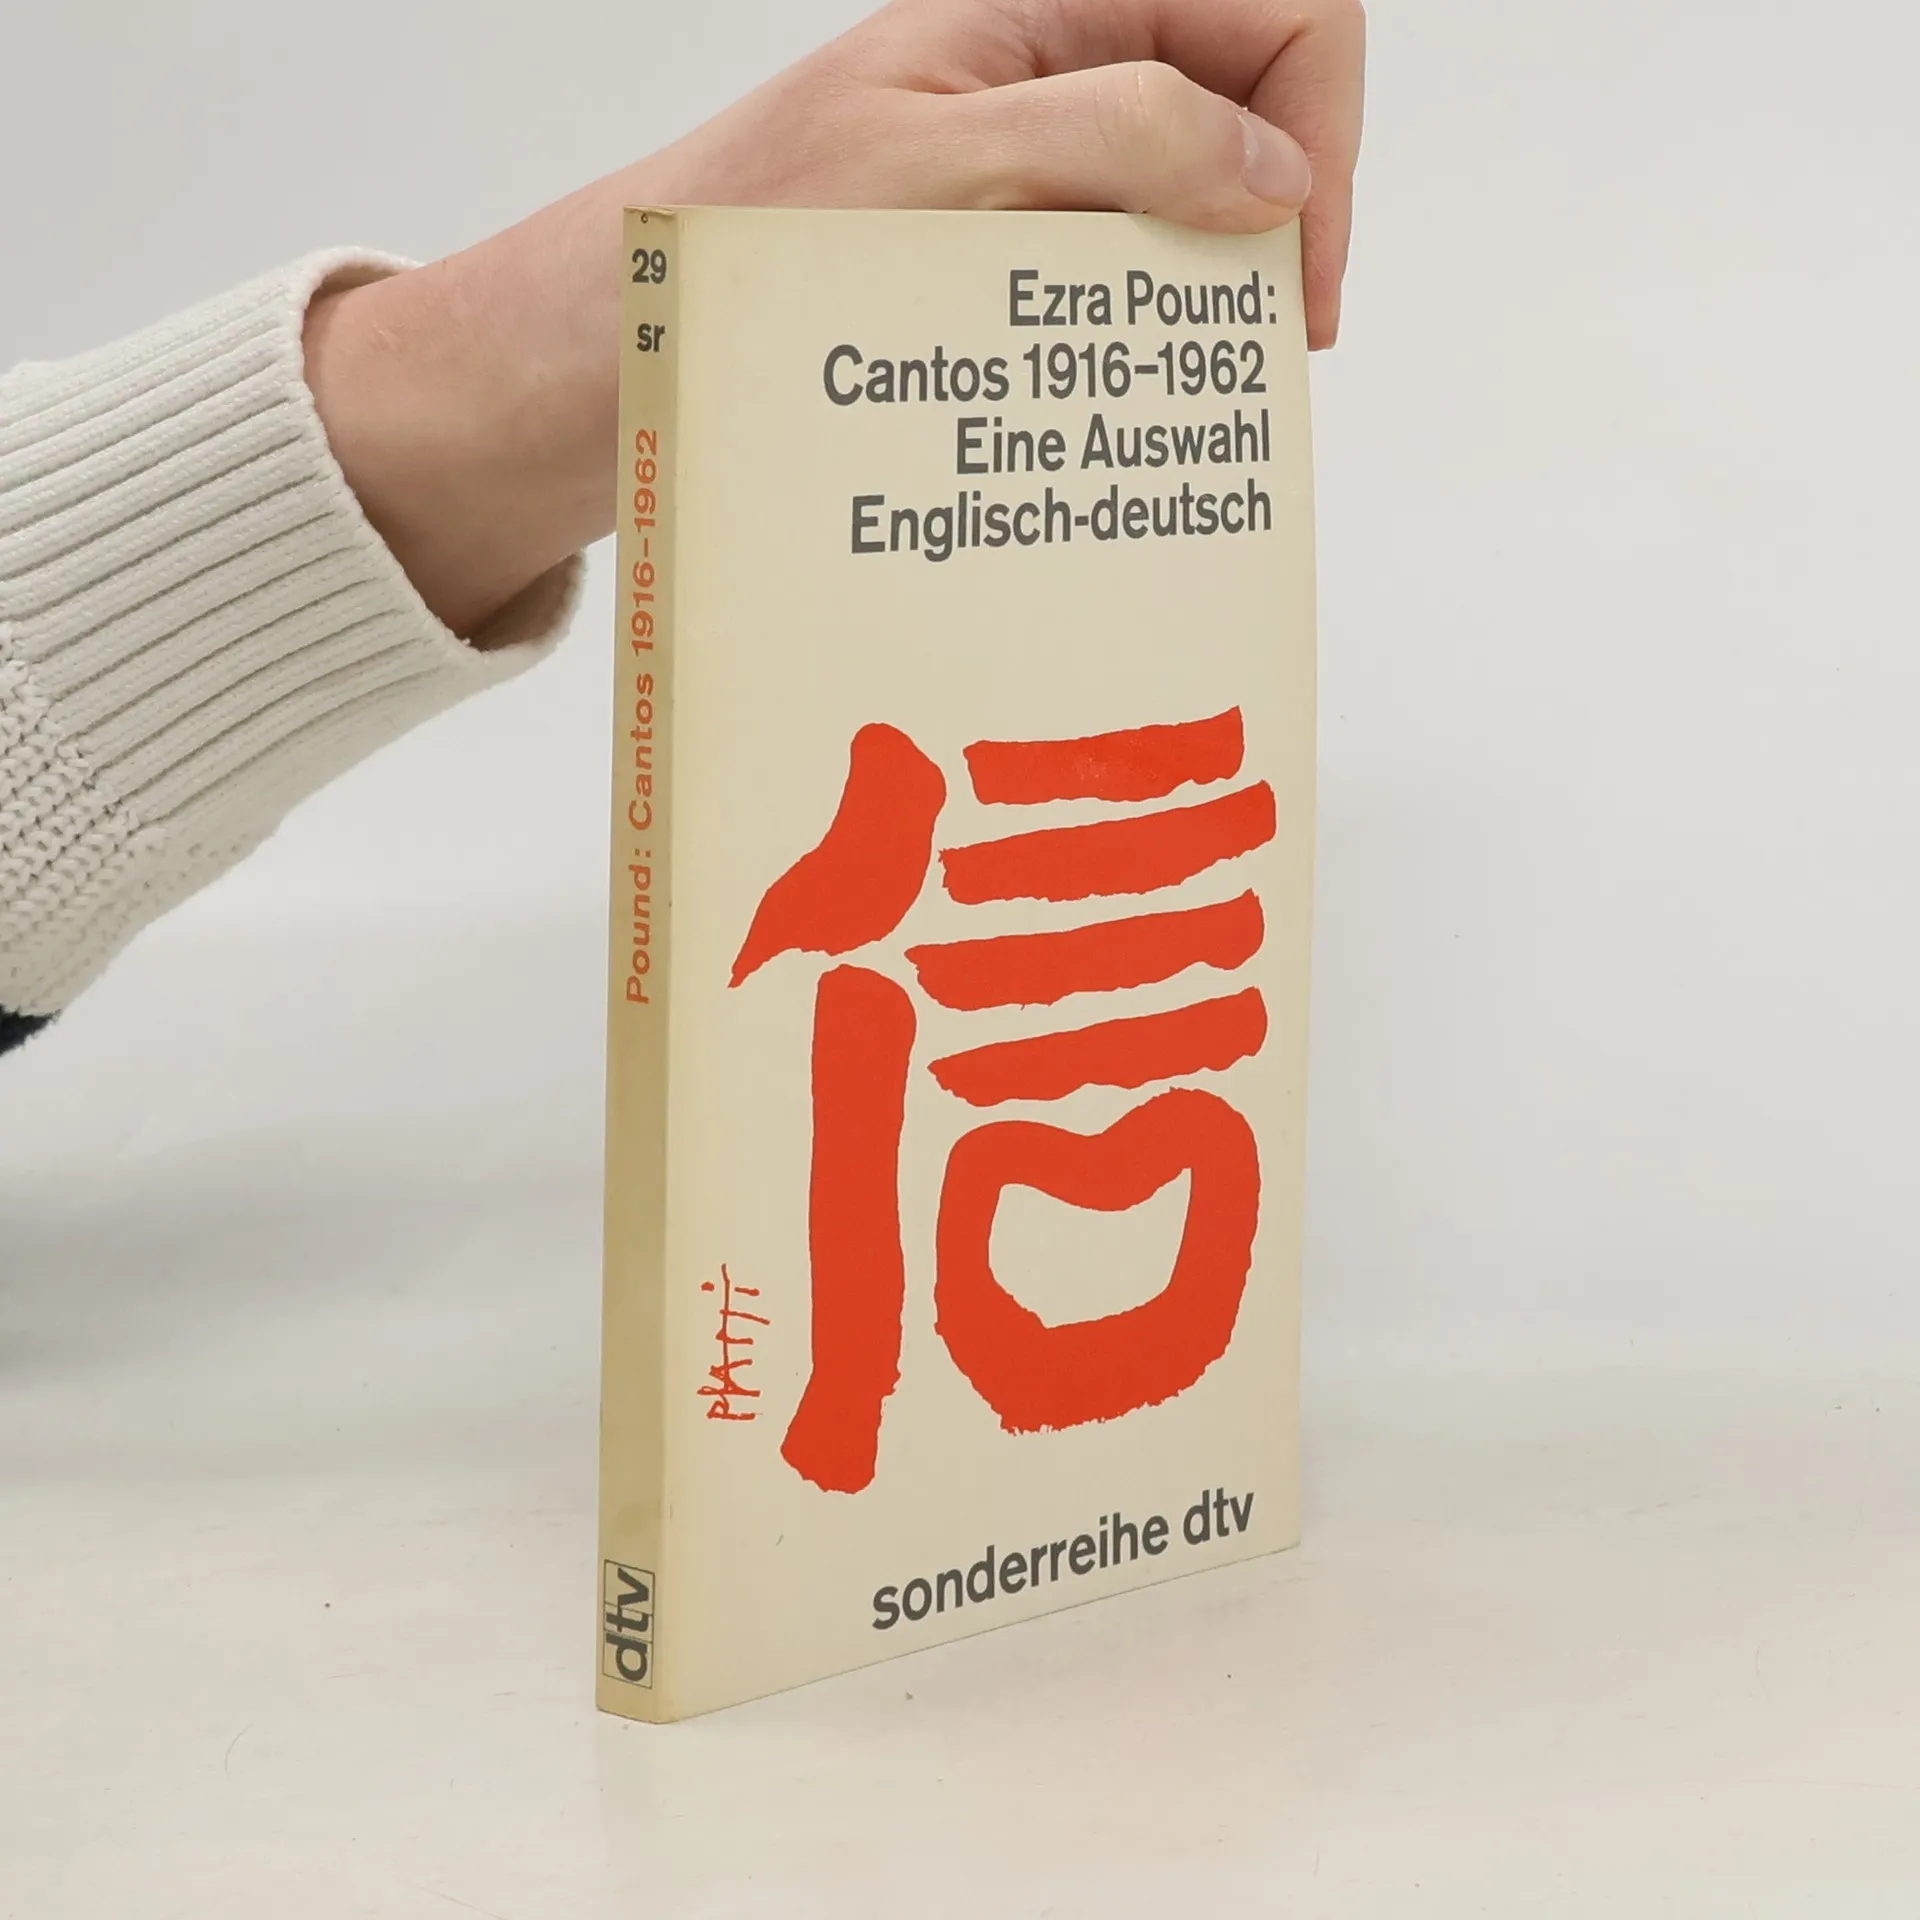 29
sr
Pound: Cantos 1916–1962
dtv
Ezra Pound:
Cantos 1916–1962
Eine Auswahl
Englisch-deutsch
信
sonderreihe dtv